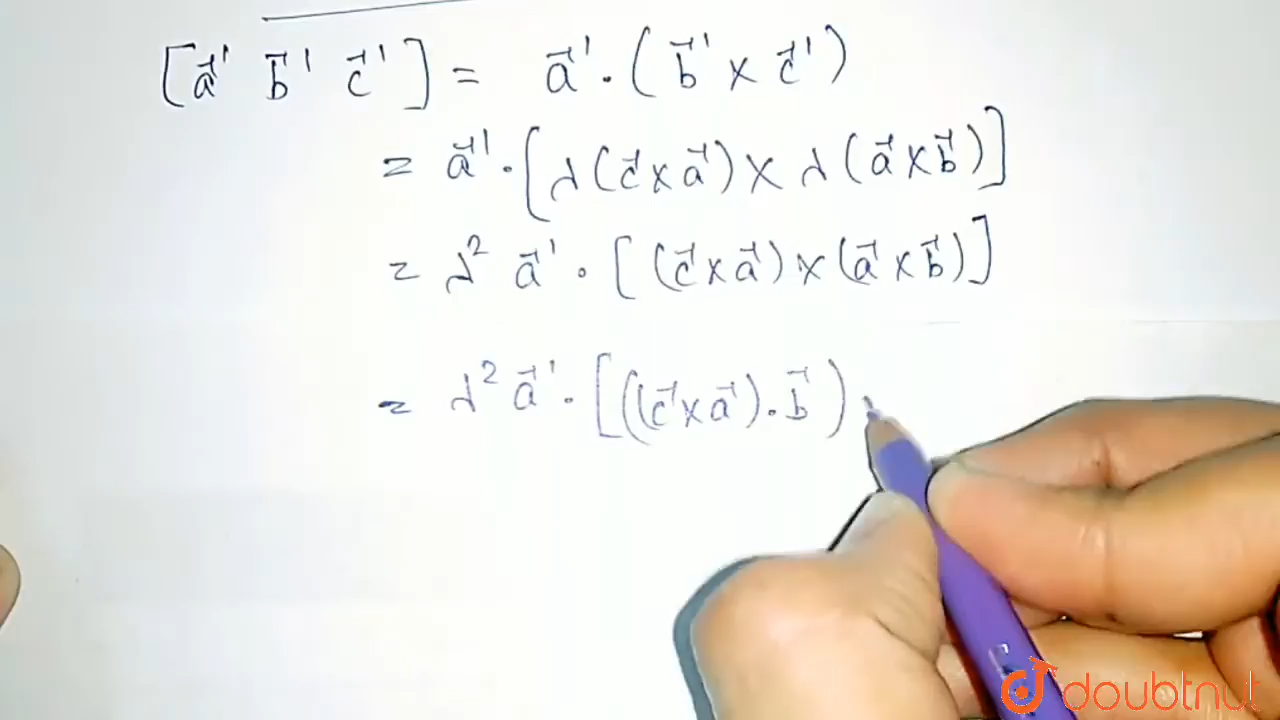 [a⃗' b⃗' c⃗'] = a⃗' · (b⃗' × c⃗')
= a⃗' · [λ(c⃗ × a⃗) × λ(a⃗ × b⃗)]
= λ² a⃗' · [(c⃗ × a⃗) × (a⃗ × b⃗)]
= λ² a⃗' · [((c⃗ × a⃗) · b⃗)
doubtnut